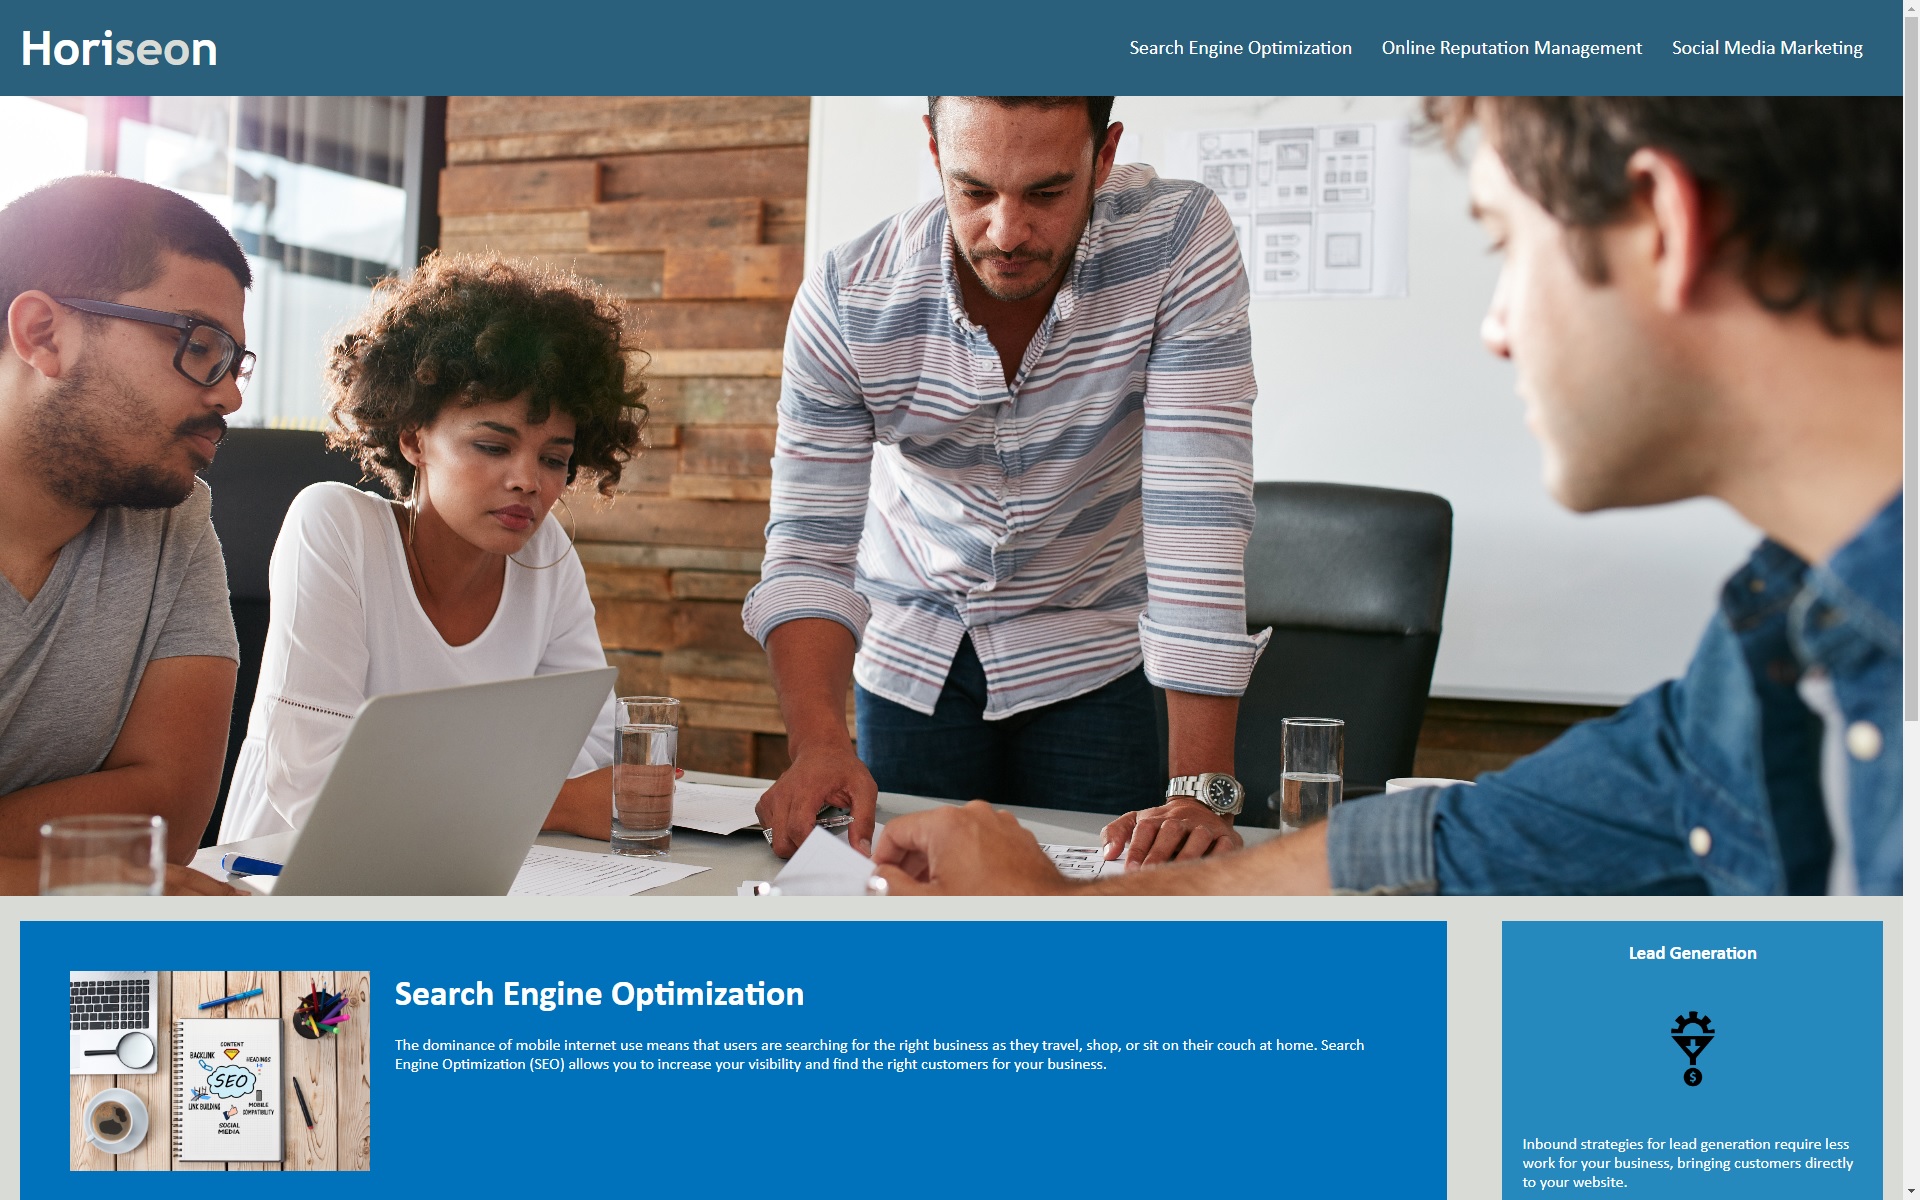 Horiseon
Search Engine Optimization
Online Reputation Management
Social Media Marketing
Search Engine Optimization
The dominance of mobile internet use means that users are searching for the right business as they travel, shop, or sit on their couch at home. Search
Engine Optimization (SEO) allows you to increase your visibility and find the right customers for your business.
CONTENT
BACKLINK
HEADINGS
SEO
LINK BUILDING
MOBILE
COMPATIBILITY
SOCIAL
MEDIA
Lead Generation
$
Inbound strategies for lead generation require less
work for your business, bringing customers directly
to your website.